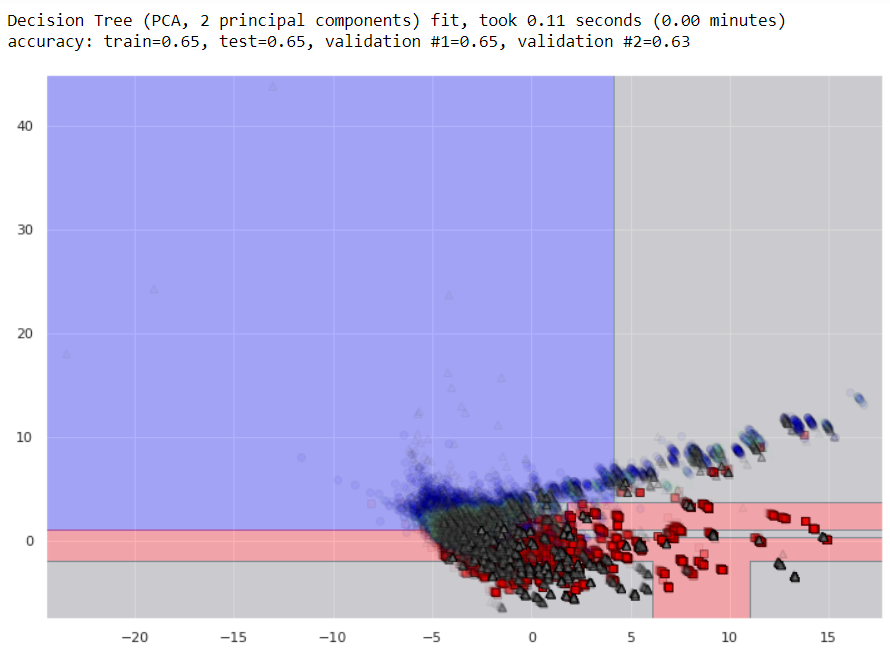 Decision Tree (PCA, 2 principal components) fit, took 0.11 seconds (0.00 minutes)
accuracy: train=0.65, test=0.65, validation #1=0.65, validation #2=0.63
40
30
20
10
0
−20 −15 −10 −5 0 5 10 15